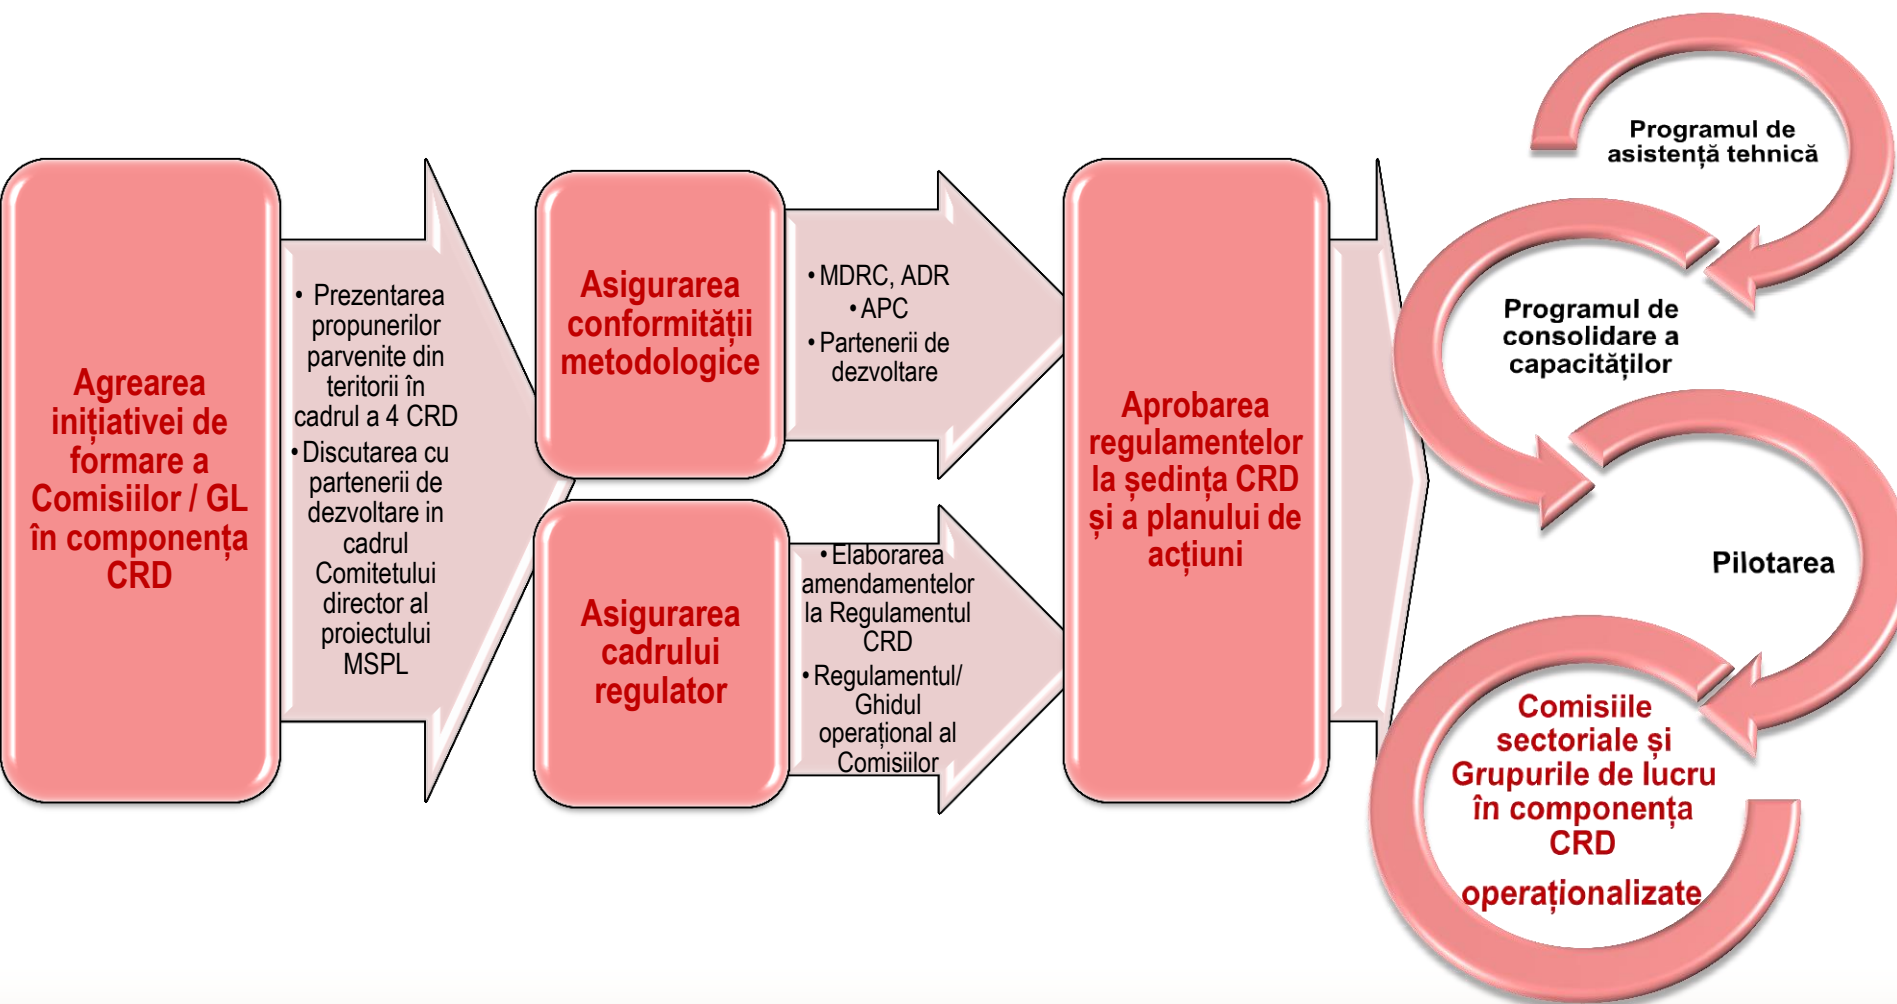 Agrearea
inițiativei de
formare a
Comisiilor / GL
în componența
CRD
• Prezentarea
propunerilor
parvenite din
teritorii în
cadrul a 4 CRD
• Discutarea cu
partenerii de
dezvoltare in
cadrul
Comitetului
director al
proiectului
MSPL
Asigurarea
conformității
metodologice
• MDRC, ADR
• APC
• Partenerii de
dezvoltare
Asigurarea
cadrului
regulator
• Elaborarea
amendamentelor
la Regulamentul
CRD
• Regulamentul/
Ghidul
operațional al
Comisiilor
Aprobarea
regulamentelor
la ședința CRD
și a planului de
acțiuni
Programul de
asistență tehnică
Programul de
consolidare a
capacităților
Pilotarea
Comisiile
sectoriale și
Grupurile de lucru
în componența
CRD
operaționalizate